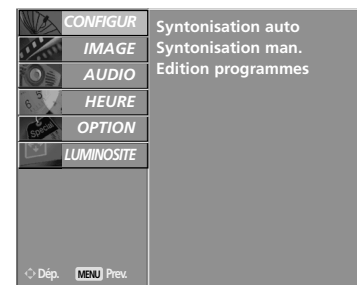 CONFIGUR
IMAGE
AUDIO
HEURE
OPTION
LUMINOSITE
Syntonisation auto
Syntonisation man.
Edition programmes
Dép. MENU Prev.